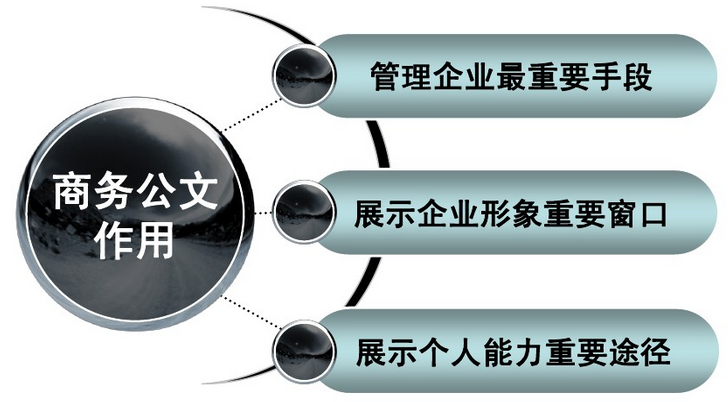 商务公文
作用
管理企业最重要手段
展示企业形象重要窗口
展示个人能力重要途径